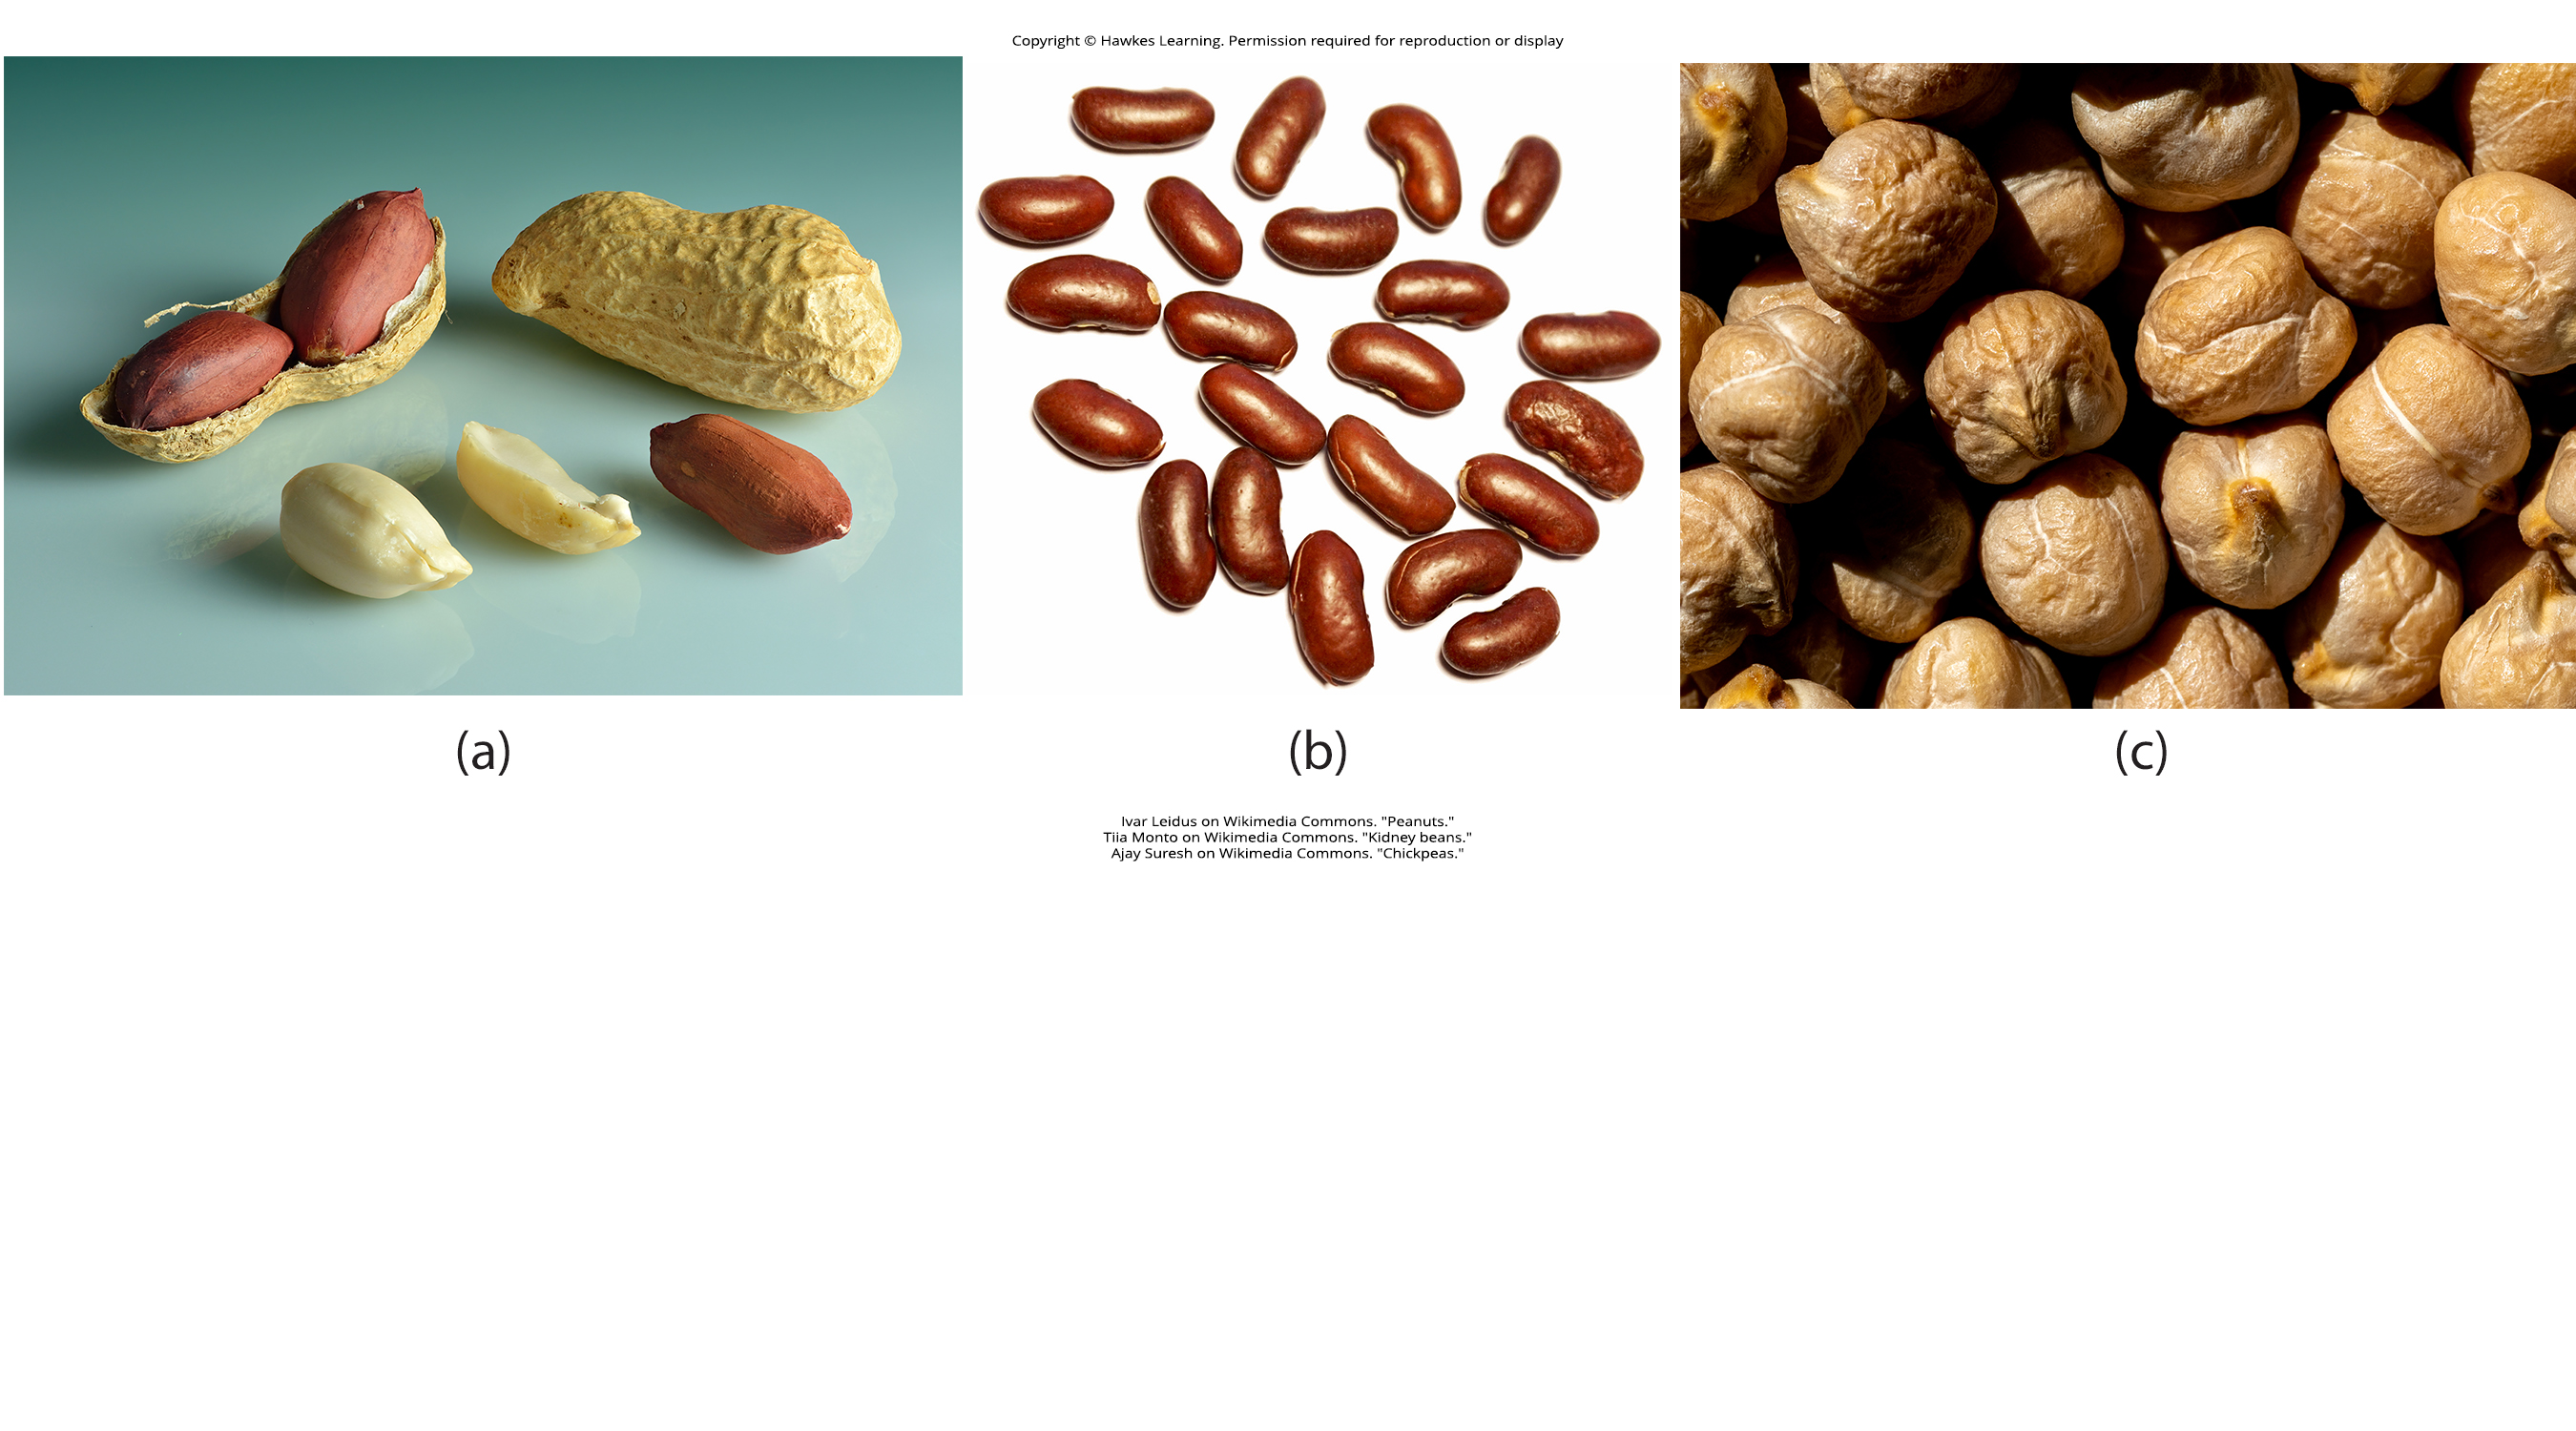 Copyright © Hawkes Learning. Permission required for reproduction or display
(a)
(b)
(c)
Ivar Leidus on Wikimedia Commons. "Peanuts."
Tiia Monto on Wikimedia Commons. "Kidney beans."
Ajay Suresh on Wikimedia Commons. "Chickpeas."